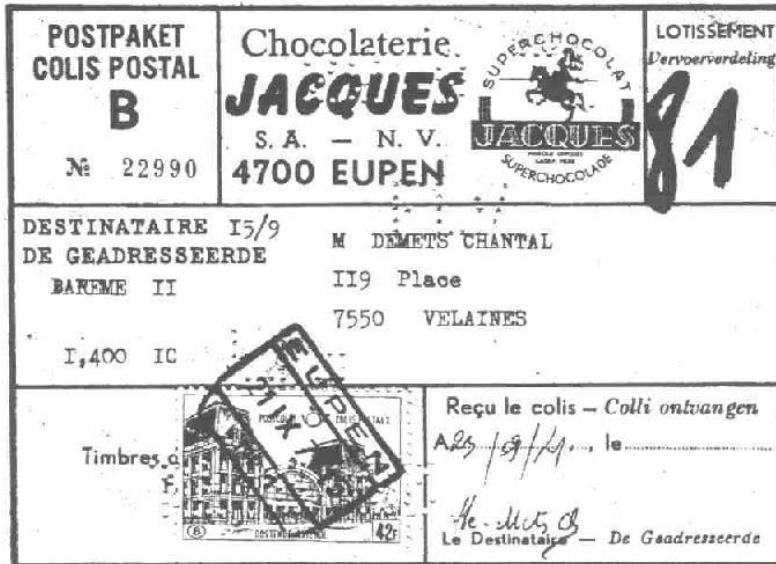 POSTPAKET
COLIS POSTAL
B
№ 22990
Chocolaterie
JACQUES
S. A. — N. V.
4700 EUPEN
SUPERCHOCOLAT
JACQUES
SUPERCHOCOLADE
LOTISSEMENT
Vervoerverdeling
81
DESTINATAIRE I5/9
DE GEADRESSEERDE
BAREME II
I,400 IC
M DEMETS CHANTAL
II9 Place
7550 VELAINES
Timbres
EUPEN
B
42F
Reçu le colis — Colli ontvangen
A , le
Le Destinataire — De Geadresseerde